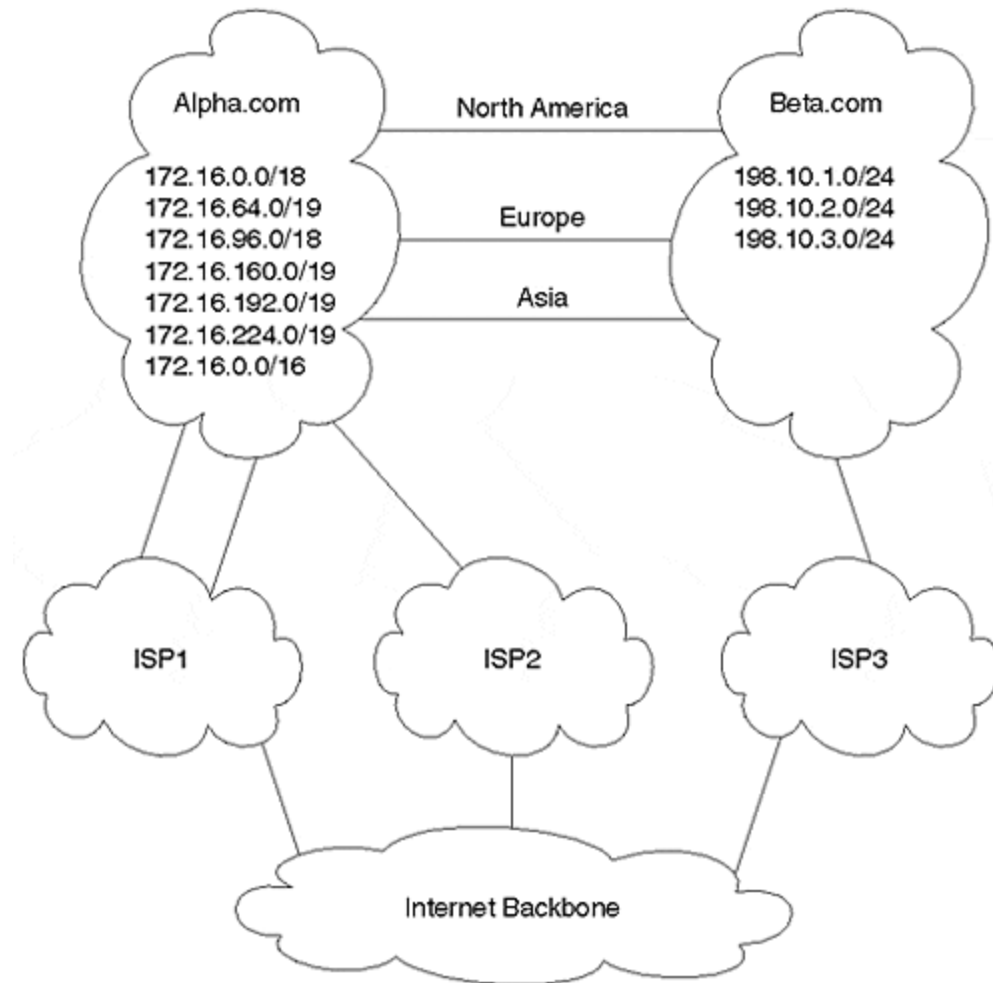 Alpha.com
172.16.0.0/18
172.16.64.0/19
172.16.96.0/18
172.16.160.0/19
172.16.192.0/19
172.16.224.0/19
172.16.0.0/16
North America
Europe
Asia
Beta.com
198.10.1.0/24
198.10.2.0/24
198.10.3.0/24
ISP1
ISP2
ISP3
Internet Backbone